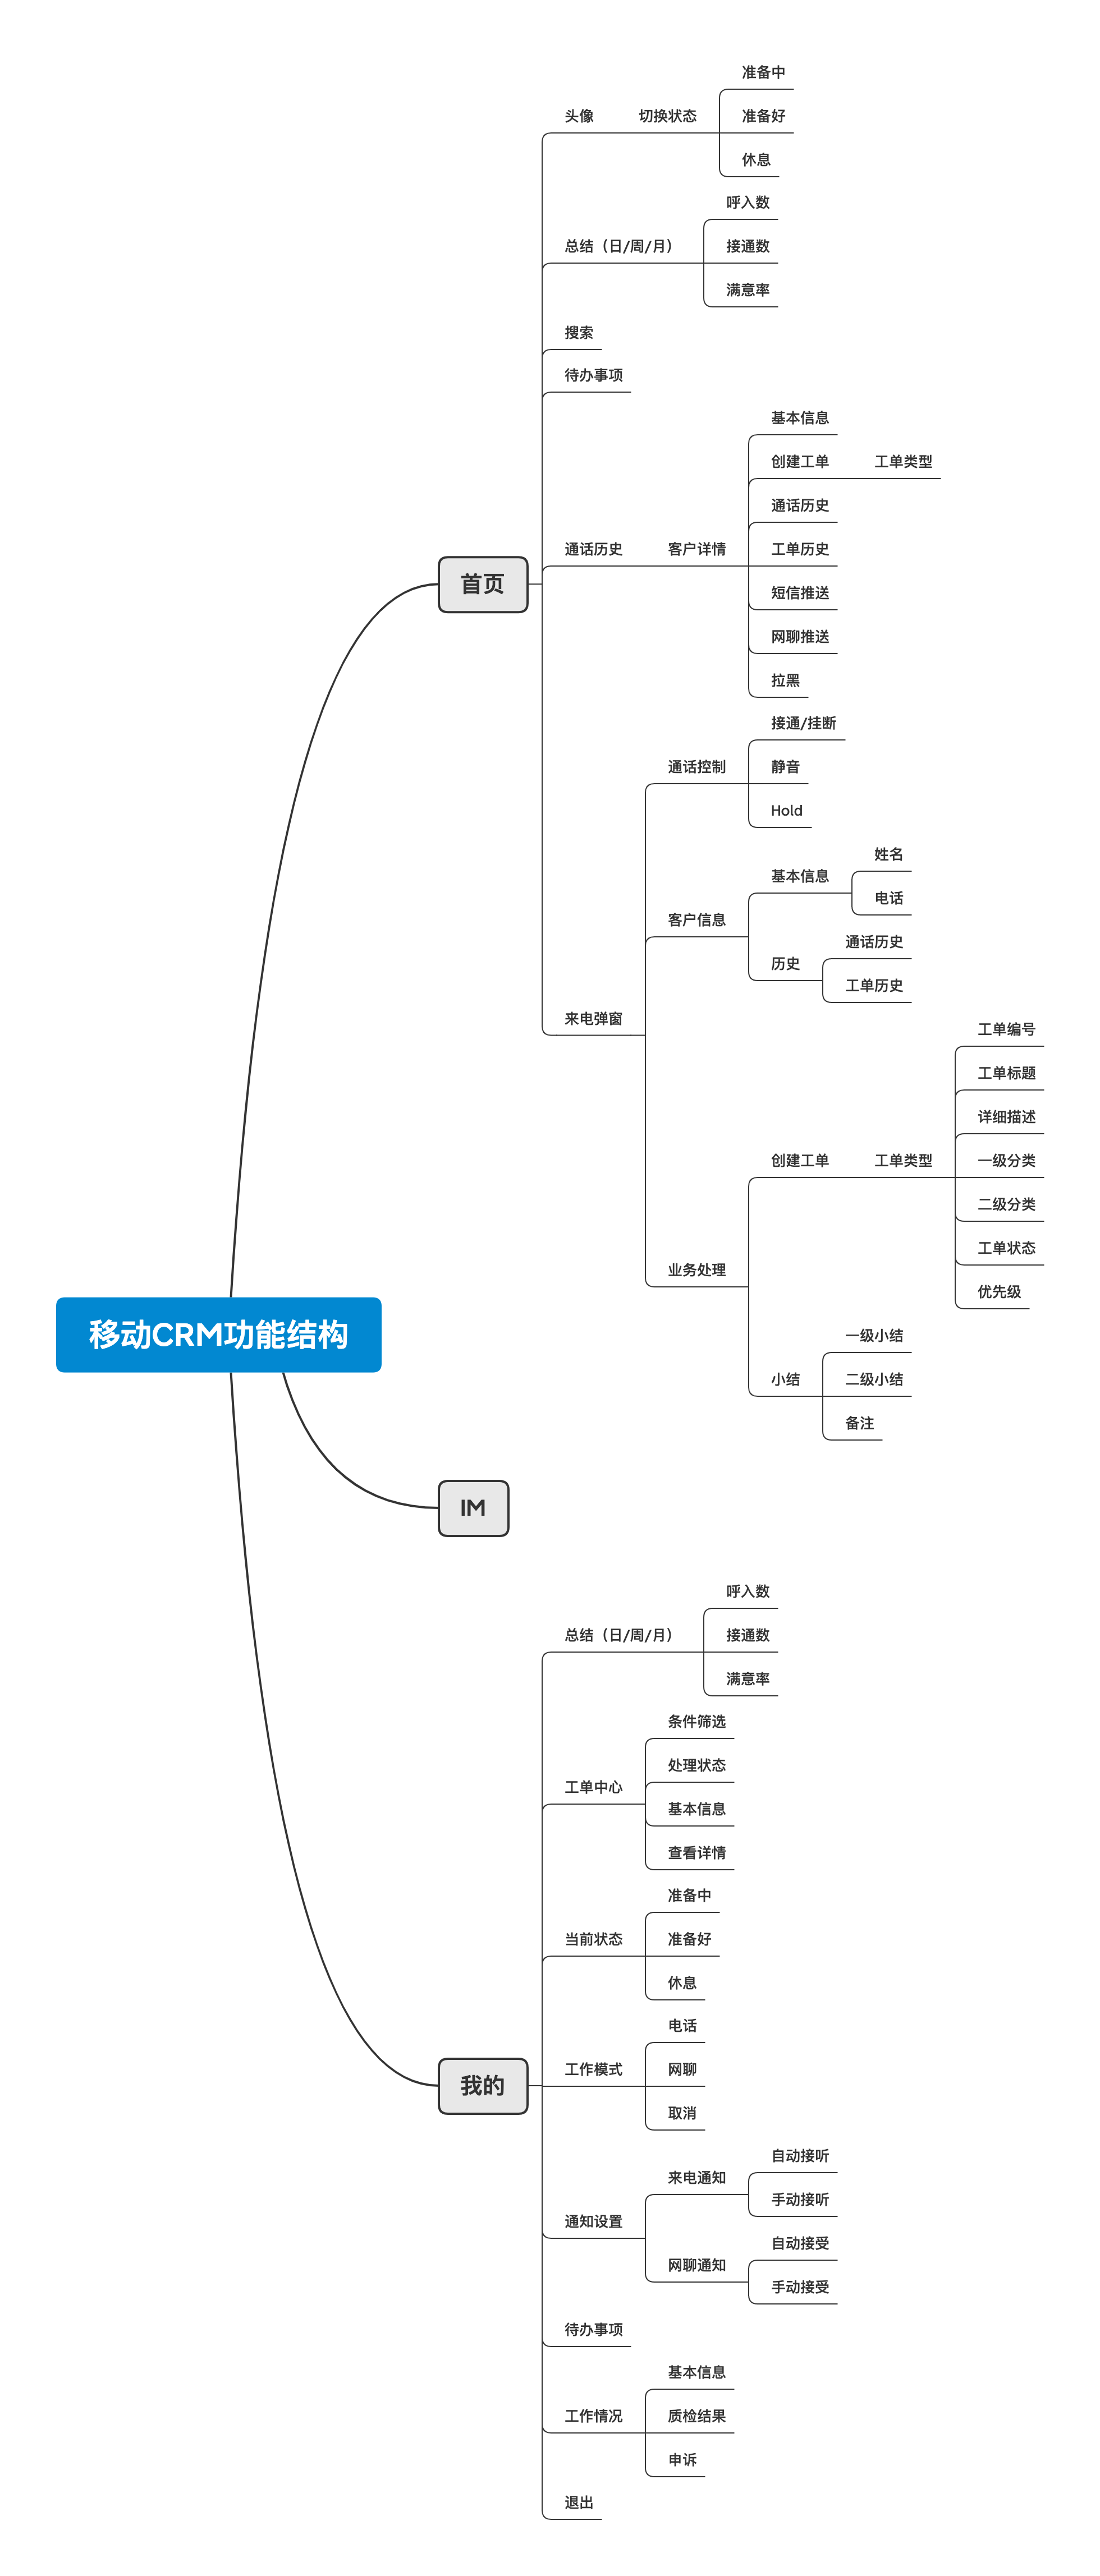 移动CRM功能结构
首页
头像
切换状态
准备中
准备好
休息
总结（日/周/月）
呼入数
接通数
满意率
搜索
待办事项
通话历史
客户详情
基本信息
创建工单
工单类型
通话历史
工单历史
短信推送
网聊推送
拉黑
来电弹窗
通话控制
接通/挂断
静音
Hold
客户信息
基本信息
姓名
电话
历史
通话历史
工单历史
业务处理
创建工单
工单类型
工单编号
工单标题
详细描述
一级分类
二级分类
工单状态
优先级
小结
一级小结
二级小结
备注
IM
我的
总结（日/周/月）
呼入数
接通数
满意率
工单中心
条件筛选
处理状态
基本信息
查看详情
当前状态
准备中
准备好
休息
工作模式
电话
网聊
取消
通知设置
来电通知
自动接听
手动接听
网聊通知
自动接受
手动接受
待办事项
工作情况
基本信息
质检结果
申诉
退出